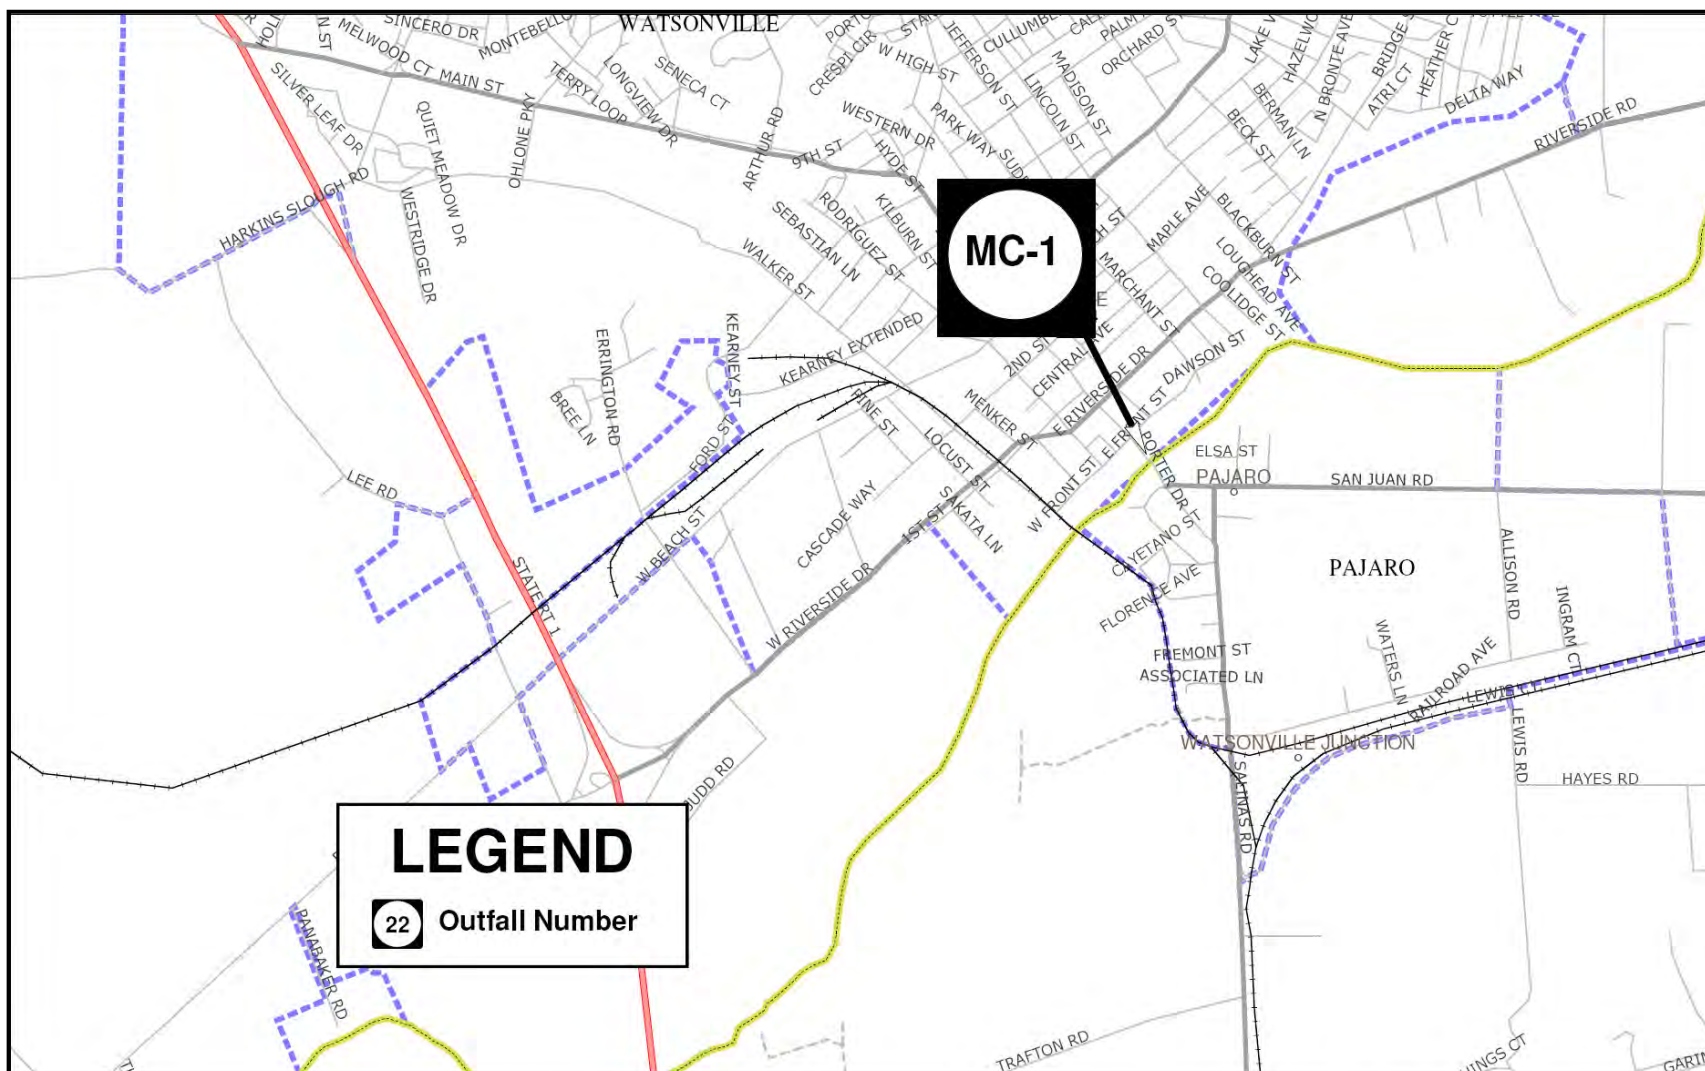 WATSONVILLE
SINCERO DR
MONTEBELLO
MELWOOD CT
MAIN ST
SILVER LEAF DR
QUIET MEADOW DR
OHLONE PKY
TERRY LOOP
LONGVIEW DR
SENECA CT
ARTHUR RD
CRESPI CIR
W HIGH ST
JEFFERSON ST
LINCOLN ST
MADISON ST
ORCHARD ST
WESTERN DR
PARK WAY
9TH ST
HYDE ST
KILBURN ST
RODRIGUEZ ST
SEBASTIAN LN
WALKER ST
BECK ST
BERMAN LN
N BRONTE AVE
ATRI CT
DELTA WAY
RIVERSIDE RD
HARKINS SLOUGH RD
WESTRIDGE DR
MC-1
MAPLE AVE
BLACKBURN ST
LOUGHEAD AVE
COOLIDGE ST
MARCHANT ST
2ND ST
CENTRAL AVE
E RIVERSIDE DR
DAWSON ST
E FRONT ST
KEARNEY ST
KEARNEY EXTENDED
ERRINGTON RD
BREE LN
FORD ST
PINE ST
LOCUST ST
MENKER ST
SAKATA LN
W FRONT ST
PORTER DR
ELSA ST
PAJARO
SAN JUAN RD
LEE RD
STATE RT 1
W BEACH ST
CASCADE WAY
1ST ST
W RIVERSIDE DR
CAYETANO ST
FLORENCE AVE
PAJARO
ALLISON RD
INGRAM CT
WATERS LN
RAILROAD AVE
FREMONT ST
ASSOCIATED LN
LEWIS CT
WATSONVILLE JUNCTION
LEWIS RD
HAYES RD
SALINAS RD
JUDD RD
LEGEND
22 Outfall Number
PANABAKER RD
TRAFTON RD